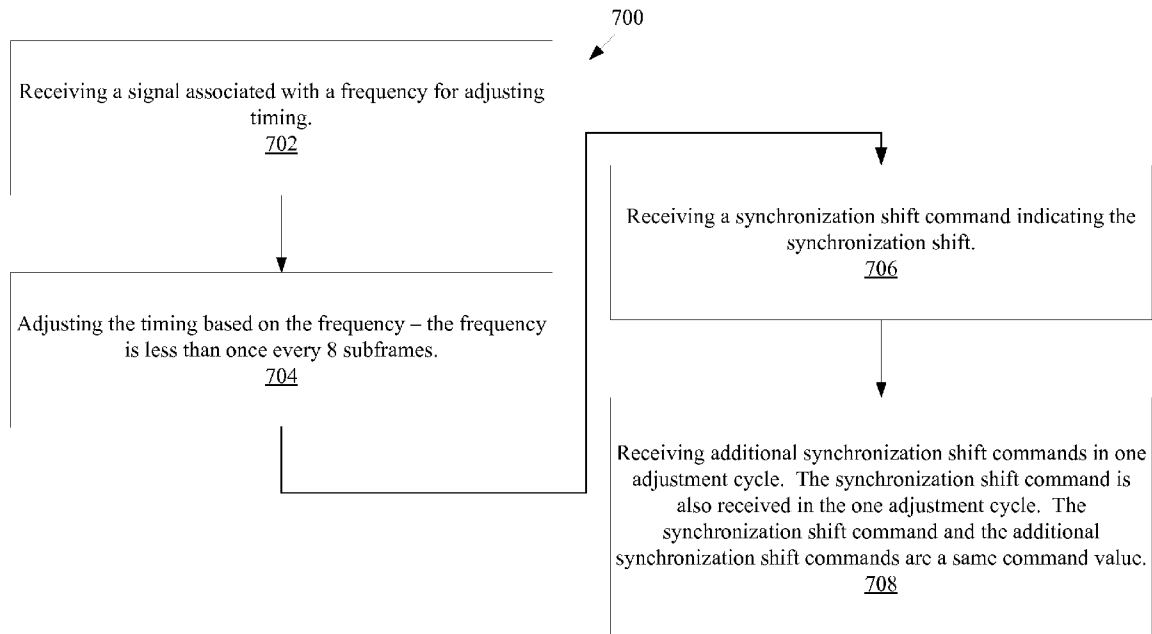 700
Receiving a signal associated with a frequency for adjusting
timing.
702
Adjusting the timing based on the frequency – the frequency
is less than once every 8 subframes.
704
Receiving a synchronization shift command indicating the
synchronization shift.
706
Receiving additional synchronization shift commands in one
adjustment cycle.  The synchronization shift command is
also received in the one adjustment cycle.  The
synchronization shift command and the additional
synchronization shift commands are a same command value.
708